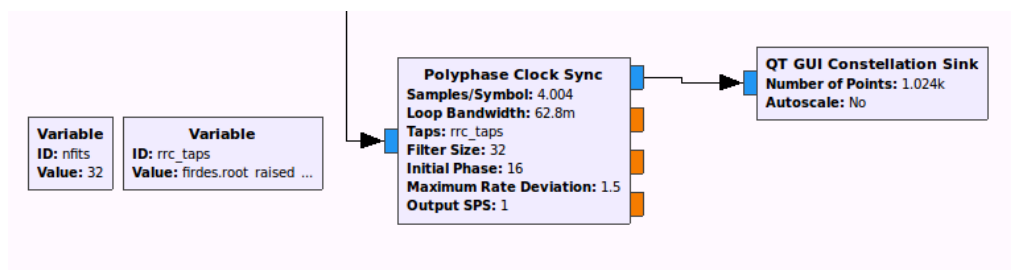 Variable
ID: nfits
Value: 32
Variable
ID: rrc_taps
Value: firdes.root_raised_...
Polyphase Clock Sync
Samples/Symbol: 4.004
Loop Bandwidth: 62.8m
Taps: rrc_taps
Filter Size: 32
Initial Phase: 16
Maximum Rate Deviation: 1.5
Output SPS: 1
QT GUI Constellation Sink
Number of Points: 1.024k
Autoscale: No